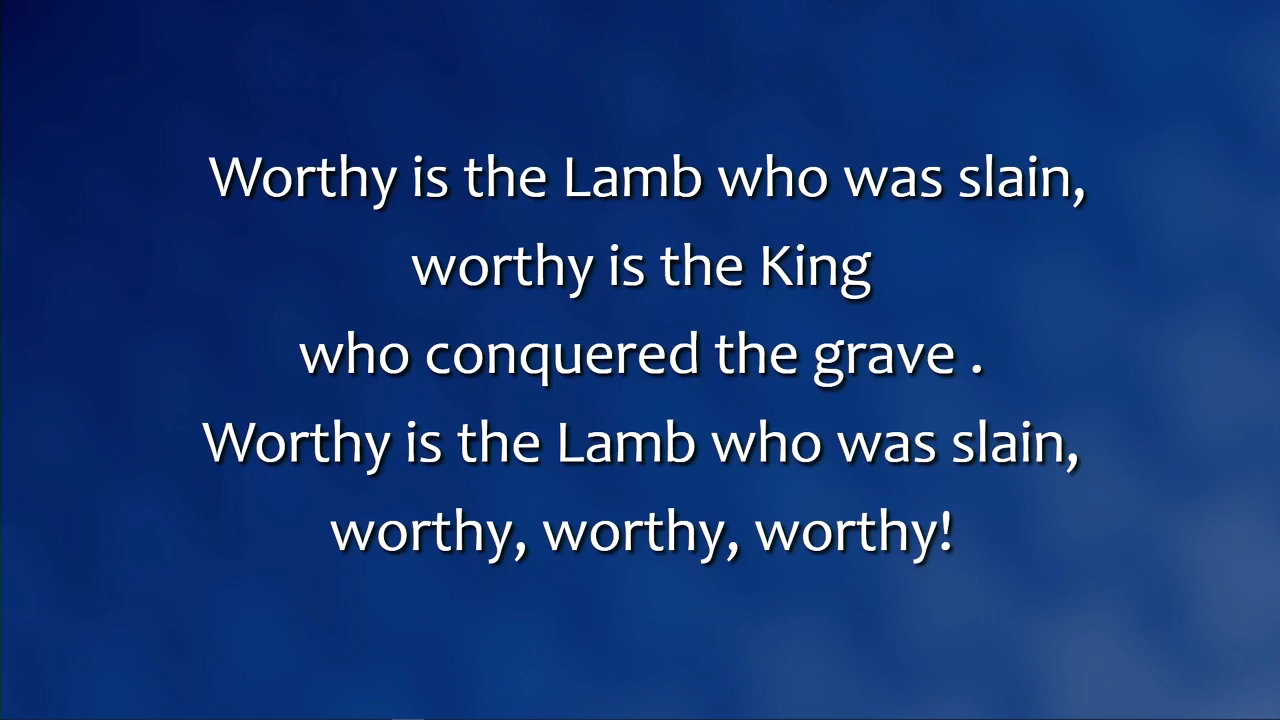 Worthy is the Lamb who was slain,
worthy is the King
who conquered the grave .
Worthy is the Lamb who was slain,
worthy, worthy, worthy!